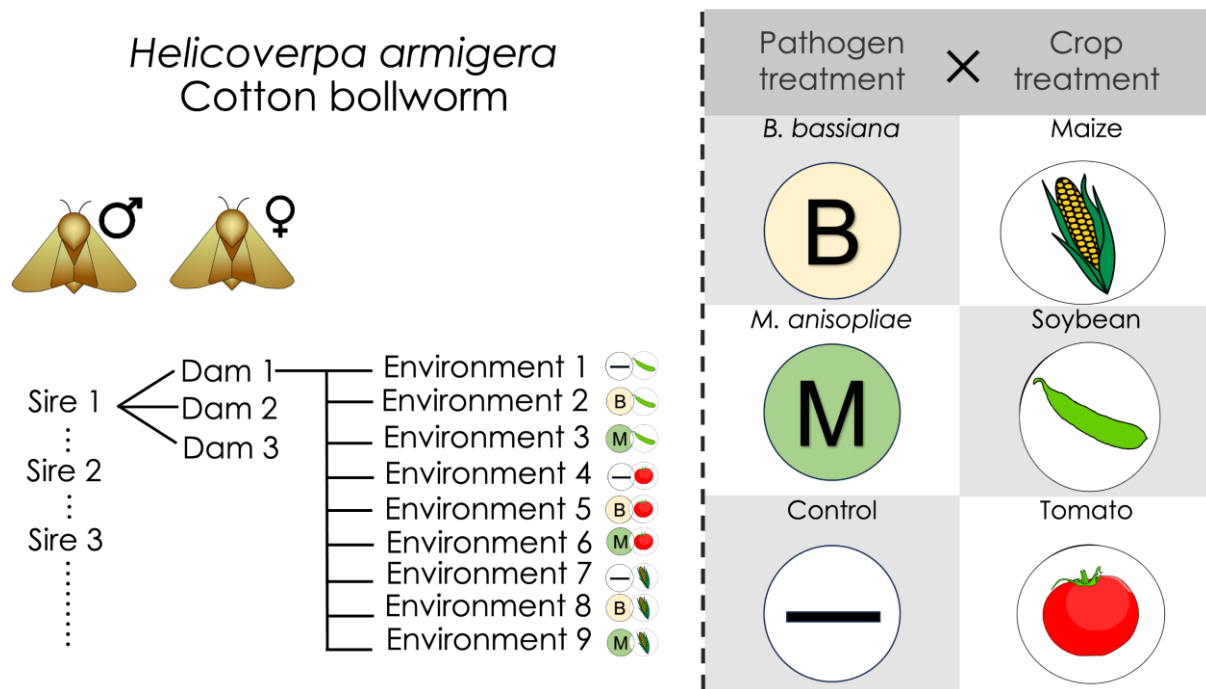 Helicoverpa armigera
Cotton bollworm
♂
♀
Sire 1
Sire 2
Sire 3
Dam 1
Dam 2
Dam 3
Environment 1
Environment 2 B
Environment 3 M
Environment 4
Environment 5 B
Environment 6 M
Environment 7
Environment 8 B
Environment 9 M
Pathogen
treatment
×
Crop
treatment
B. bassiana
Maize
B
M. anisopliae
Soybean
M
Control
Tomato